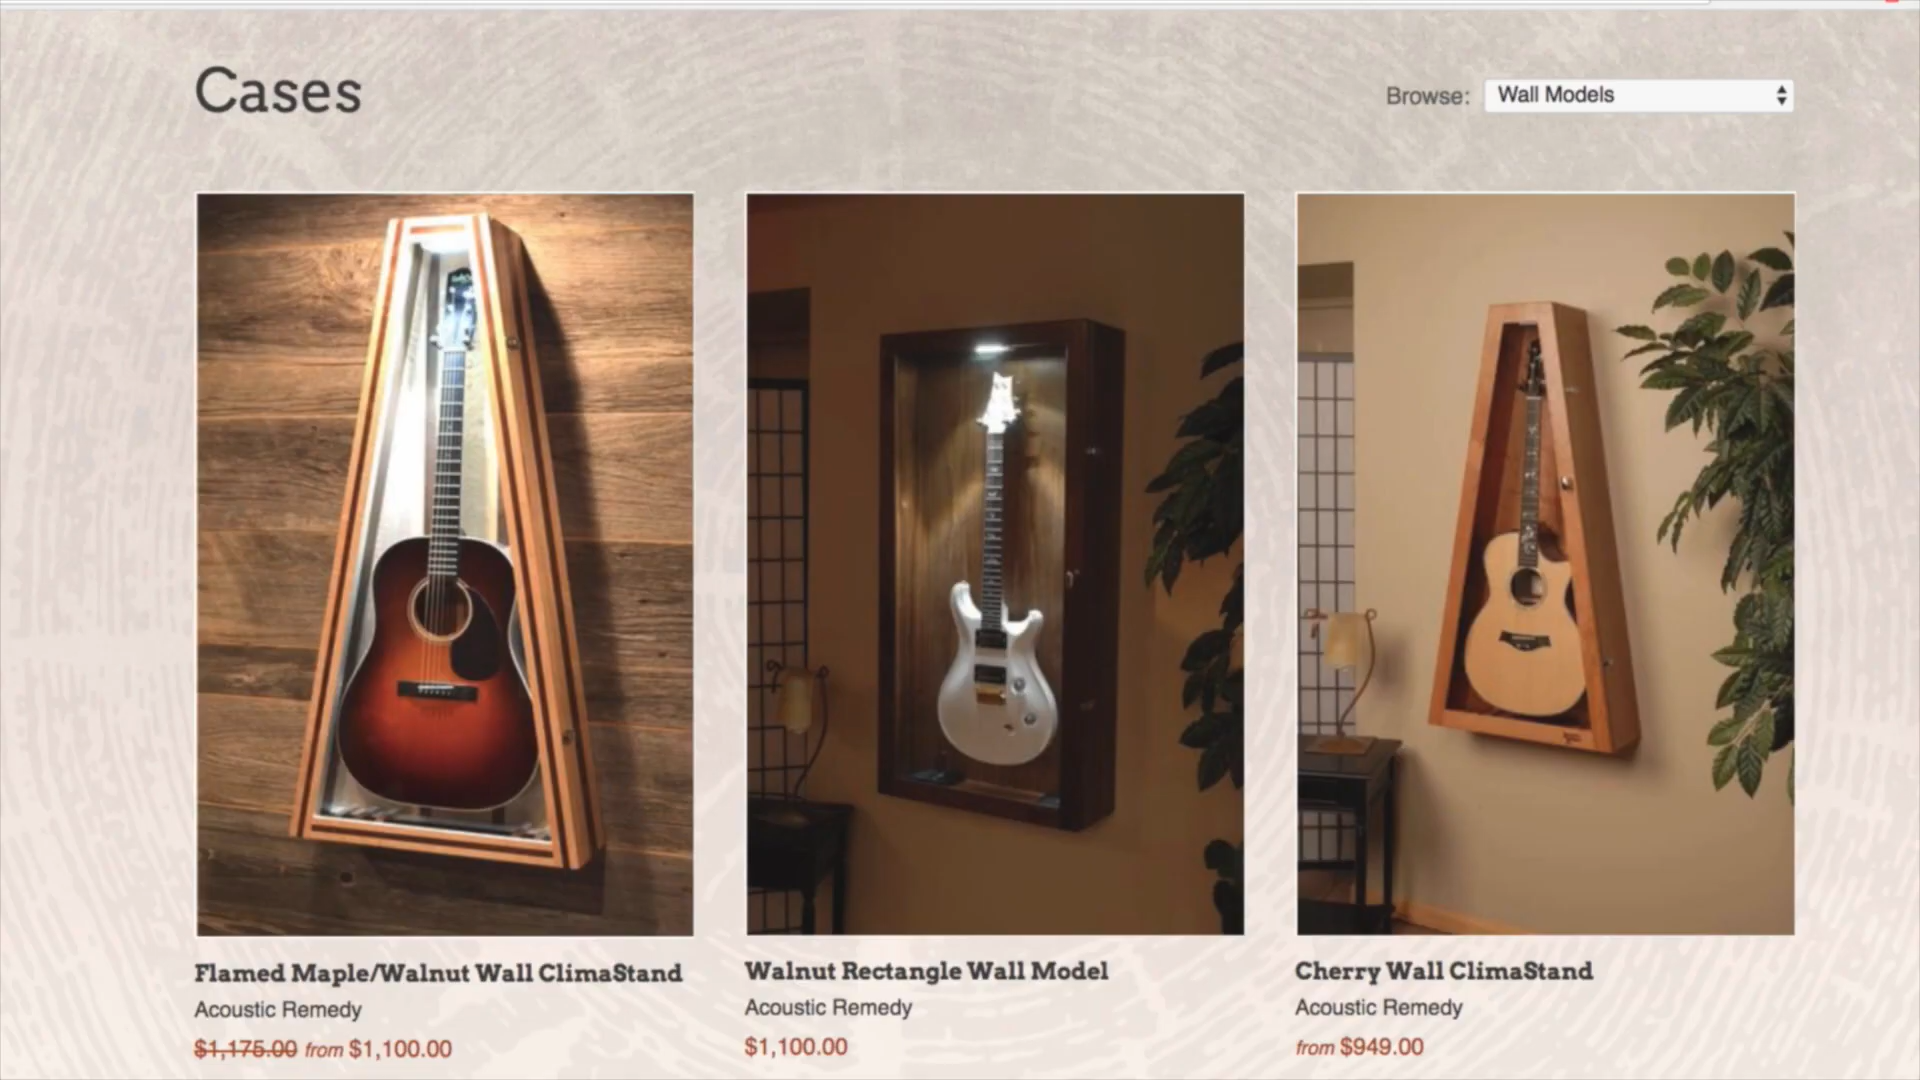 Cases
Browse: Wall Models
Flamed Maple/Walnut Wall ClimaStand
Acoustic Remedy
$1,175.00 from $1,100.00
Walnut Rectangle Wall Model
Acoustic Remedy
$1,100.00
Cherry Wall ClimaStand
Acoustic Remedy
from $949.00